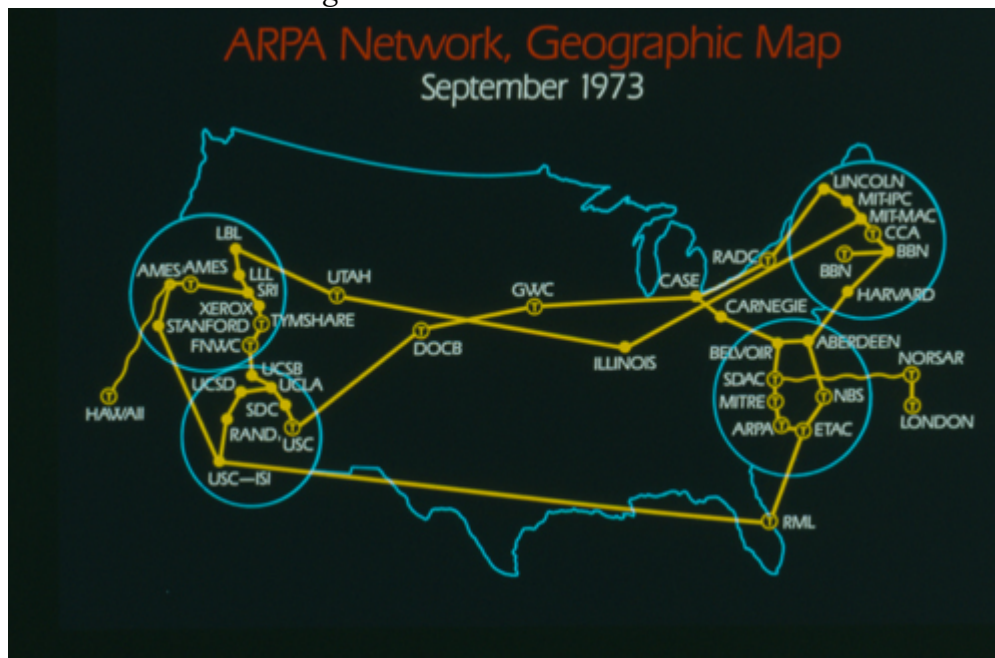 ARPA Network, Geographic Map
September 1973
LINCOLN
MIT-IPC
MIT-MAC
CCA
BBN
BBN
RADC
HARVARD
LBL
LLL
SRI
AMES
AMES
XEROX
STANFORD
TYMSHARE
FNWC
UTAH
GWC
DOCB
CASE
CARNEGIE
ILLINOIS
BELVOIR
ABERDEEN
NORSAR
LONDON
SDAC
MITRE
NBS
ARPA
ETAC
HAWAII
UCSB
UCSD
UCLA
SDC
RAND,
USC
USC—ISI
RML